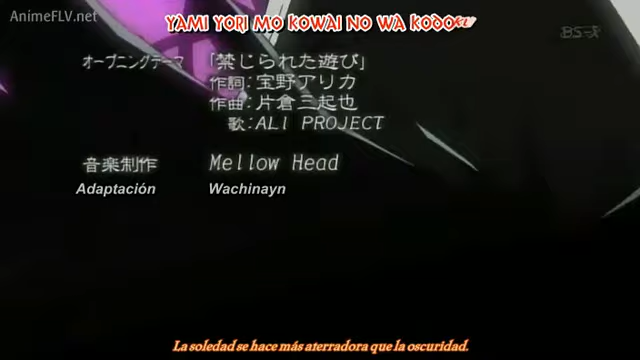 AnimeFLV.net
YAMI YORI MO KOWAI NO WA KODO
オープニングテーマ 「禁じられた遊び」
作詞：宝野アリカ
作曲：片倉三起也
歌：ALI PROJECT
音楽制作 Mellow Head
Adaptación Wachinayn
La soledad se hace más aterradora que la oscuridad.